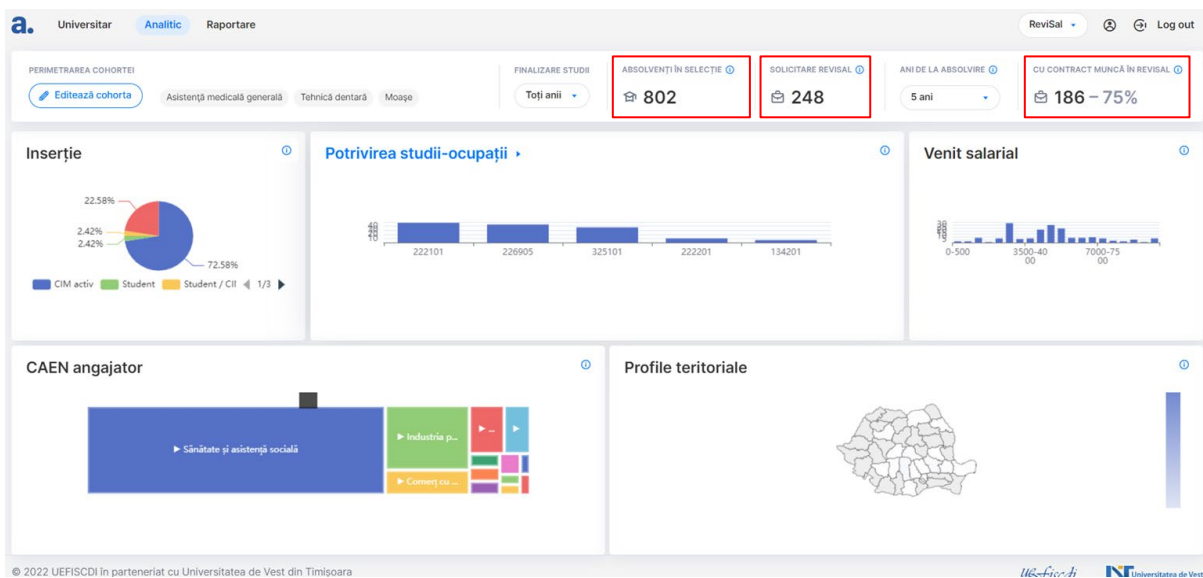 a. Universitar Analitic Raportare ReviSal Log out
PERIMETRAREA COHORTEI FINALIZARE STUDII ABSOLVENȚI ÎN SELECȚIE SOLICITARE REVISAL ANI DE LA ABSOLVIRE CU CONTRACT MUNCĂ ÎN REVISAL
Editează cohorta Asistență medicală generală Tehnică dentară Moașe Toți anii 802 248 5 ani 186 – 75%
Inserție
22.58%
2.42%
2.42%
72.58%
CIM activ Student Student / CII 1/3
Potrivirea studii-ocupații
222101 226905 325101 222201 134201
Venit salarial
0-500 3500-40 7000-75
00 00
CAEN angajator
Sănătate și asistență socială
Industria p...
Comerț cu ...
Profile teritoriale
© 2022 UEFISCDI în parteneriat cu Universitatea de Vest din Timișoara
uefiscdi Universitatea de Vest